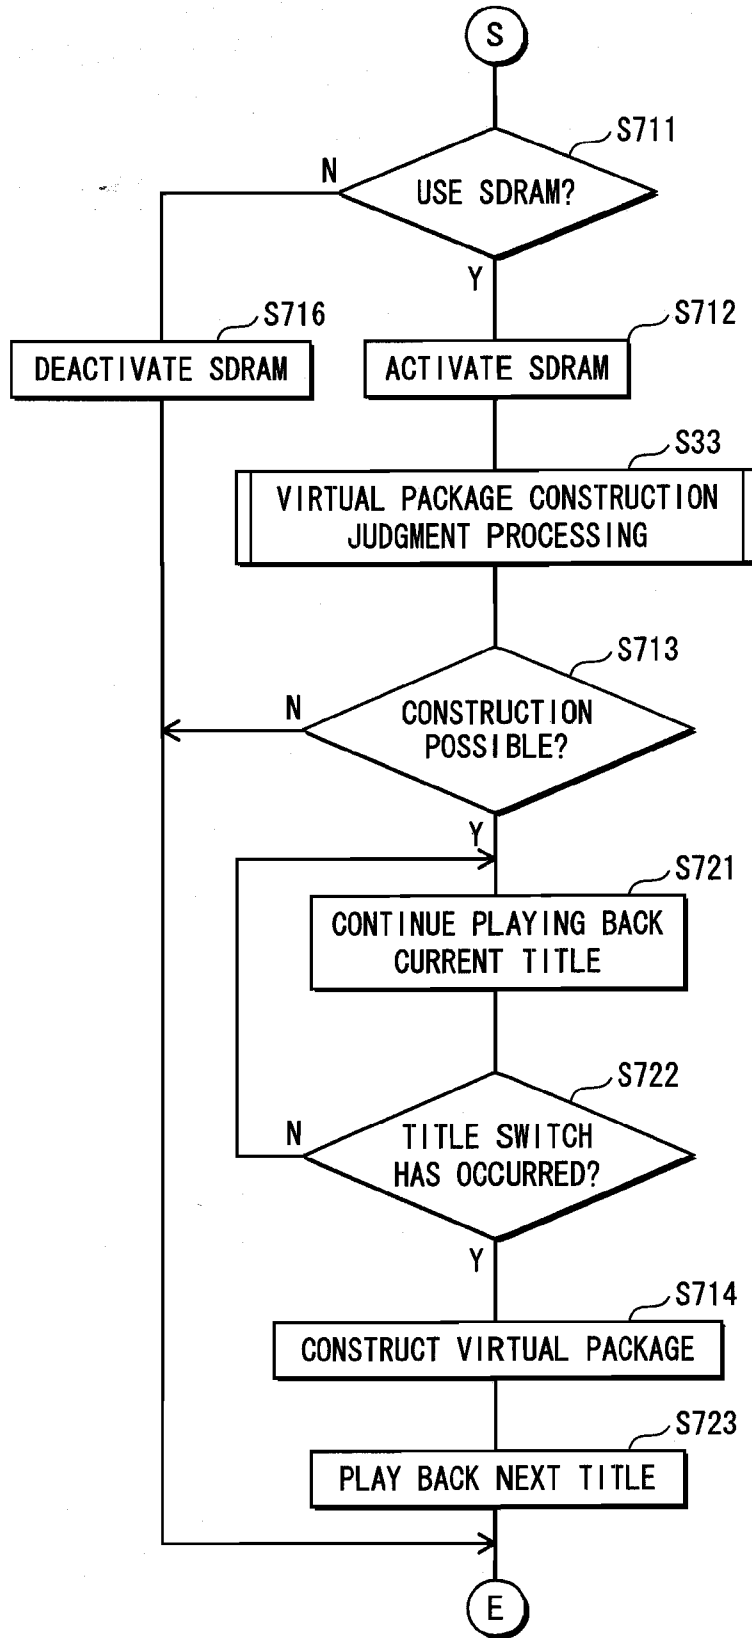 S
S711
N
USE SDRAM?
Y
S716
S712
DEACTIVATE SDRAM
ACTIVATE SDRAM
S33
VIRTUAL PACKAGE CONSTRUCTION
JUDGMENT PROCESSING
S713
N
CONSTRUCTION
POSSIBLE?
Y
S721
CONTINUE PLAYING BACK
CURRENT TITLE
S722
N
TITLE SWITCH
HAS OCCURRED?
Y
S714
CONSTRUCT VIRTUAL PACKAGE
S723
PLAY BACK NEXT TITLE
E